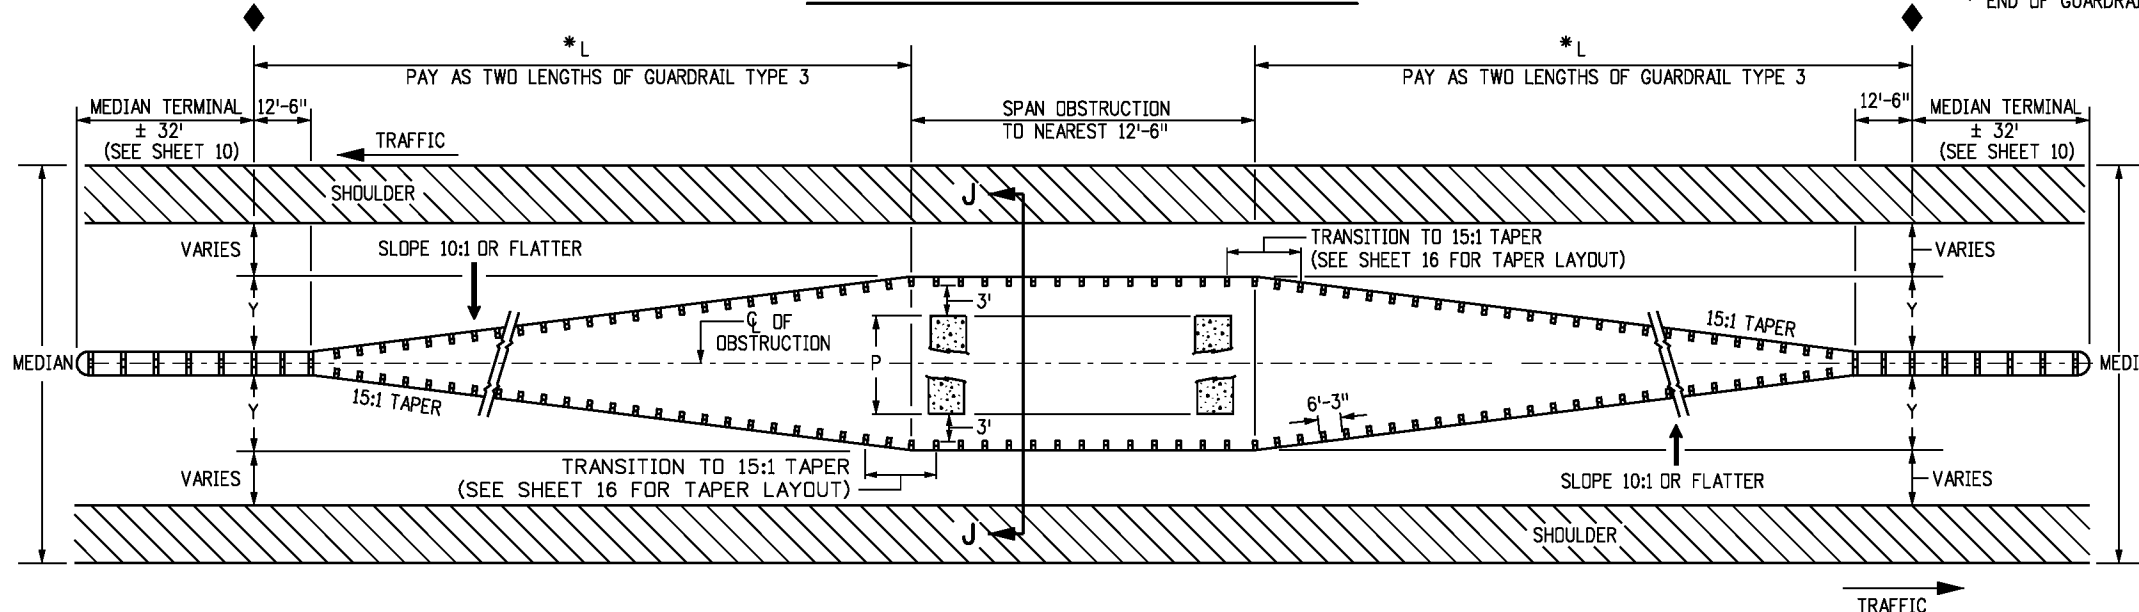 END OF GUARDRAI
*L
PAY AS TWO LENGTHS OF GUARDRAIL TYPE 3
*L
PAY AS TWO LENGTHS OF GUARDRAIL TYPE 3
MEDIAN TERMINAL
± 32'
(SEE SHEET 10)
12'-6"
SPAN OBSTRUCTION
TO NEAREST 12'-6"
12'-6"
MEDIAN TERMINAL
± 32'
(SEE SHEET 10)
TRAFFIC
SHOULDER
J
VARIES
SLOPE 10:1 OR FLATTER
TRANSITION TO 15:1 TAPER
(SEE SHEET 16 FOR TAPER LAYOUT)
VARIES
Y
3'
℄ OF
OBSTRUCTION
15:1 TAPER
Y
MEDIAN
P
MEDI
15:1 TAPER
Y
3'
6'-3"
Y
TRANSITION TO 15:1 TAPER
(SEE SHEET 16 FOR TAPER LAYOUT)
VARIES
SLOPE 10:1 OR FLATTER
VARIES
J
SHOULDER
TRAFFIC